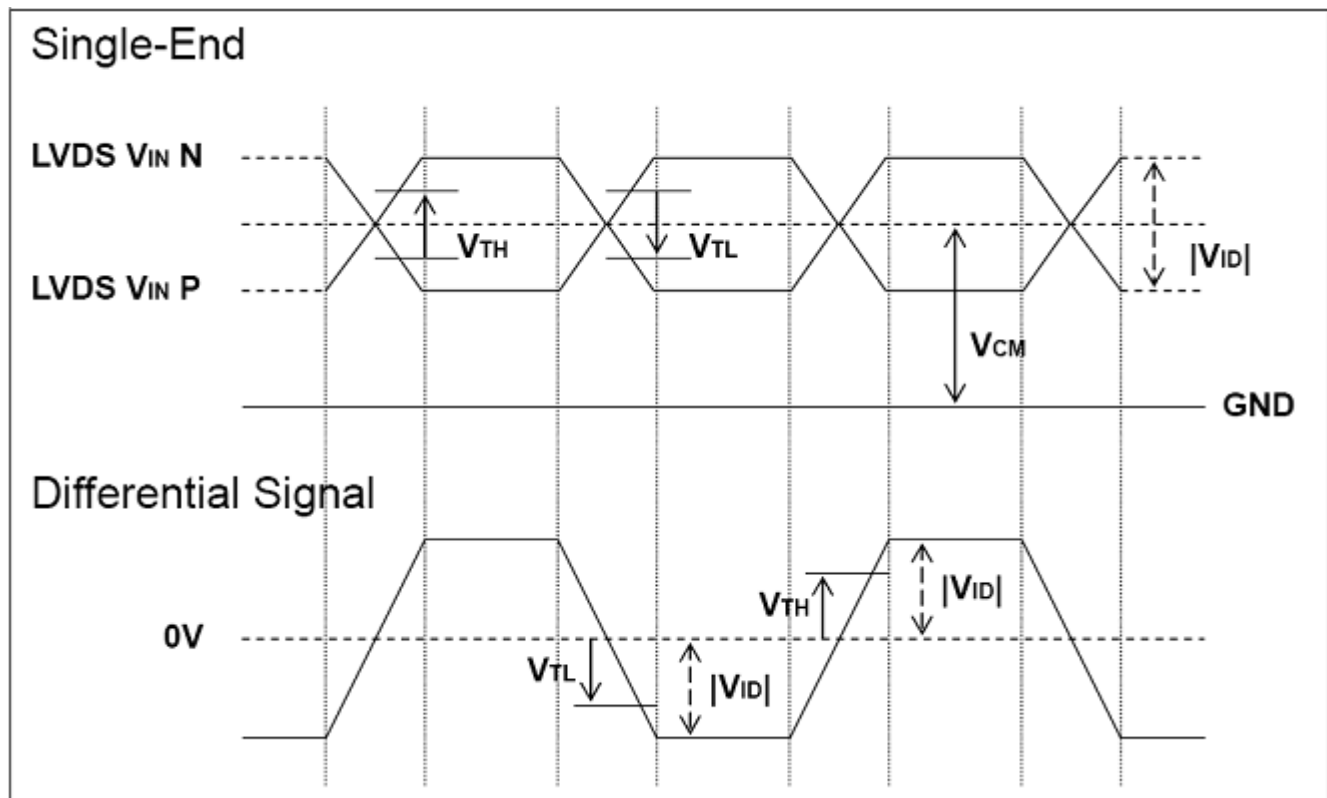 Single-End
LVDS VIN N
VTH
VTL
|VID|
LVDS VIN P
VCM
GND
Differential Signal
VTH
|VID|
0V
VTL
|VID|